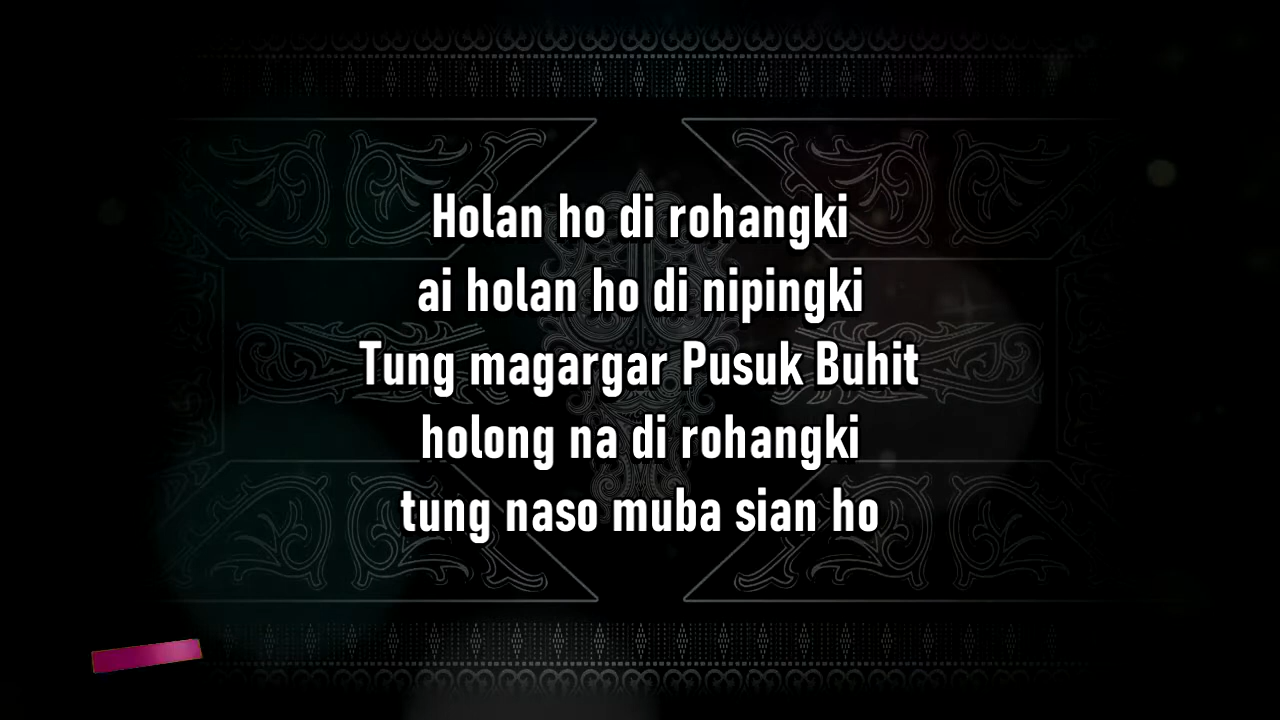 Holan ho di rohangki
ai holan ho di nipingki
Tung magargar Pusuk Buhit
holong na di rohangki
tung naso muba sian ho